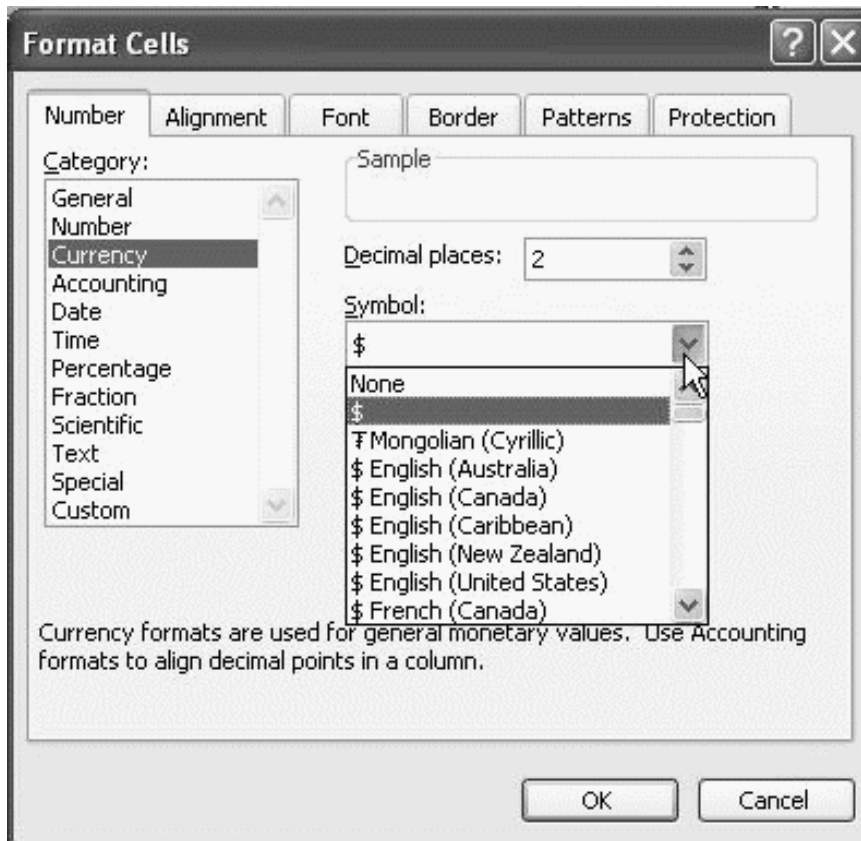 Format Cells
Number Alignment Font Border Patterns Protection
Category:
General
Number
Currency
Accounting
Date
Time
Percentage
Fraction
Scientific
Text
Special
Custom
Sample
Decimal places: 2
Symbol:
$
None
$
₮ Mongolian (Cyrillic)
$ English (Australia)
$ English (Canada)
$ English (Caribbean)
$ English (New Zealand)
$ English (United States)
$ French (Canada)
Currency formats are used for general monetary values. Use Accounting
formats to align decimal points in a column.
OK Cancel